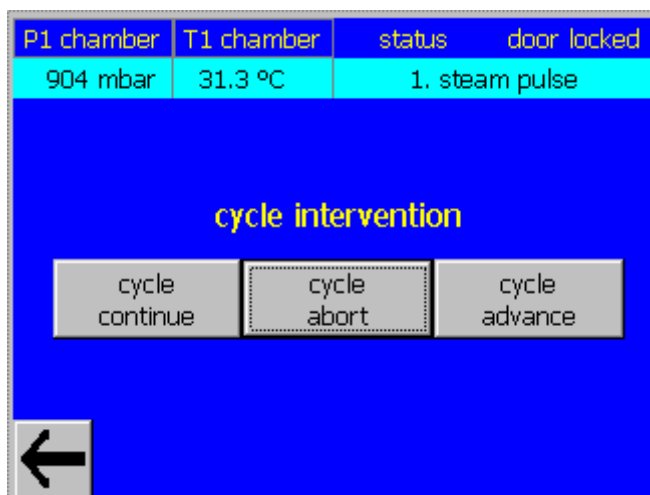 P1 chamber T1 chamber status door locked
904 mbar 31.3 ºC 1. steam pulse
cycle intervention
cycle continue
cycle abort
cycle advance